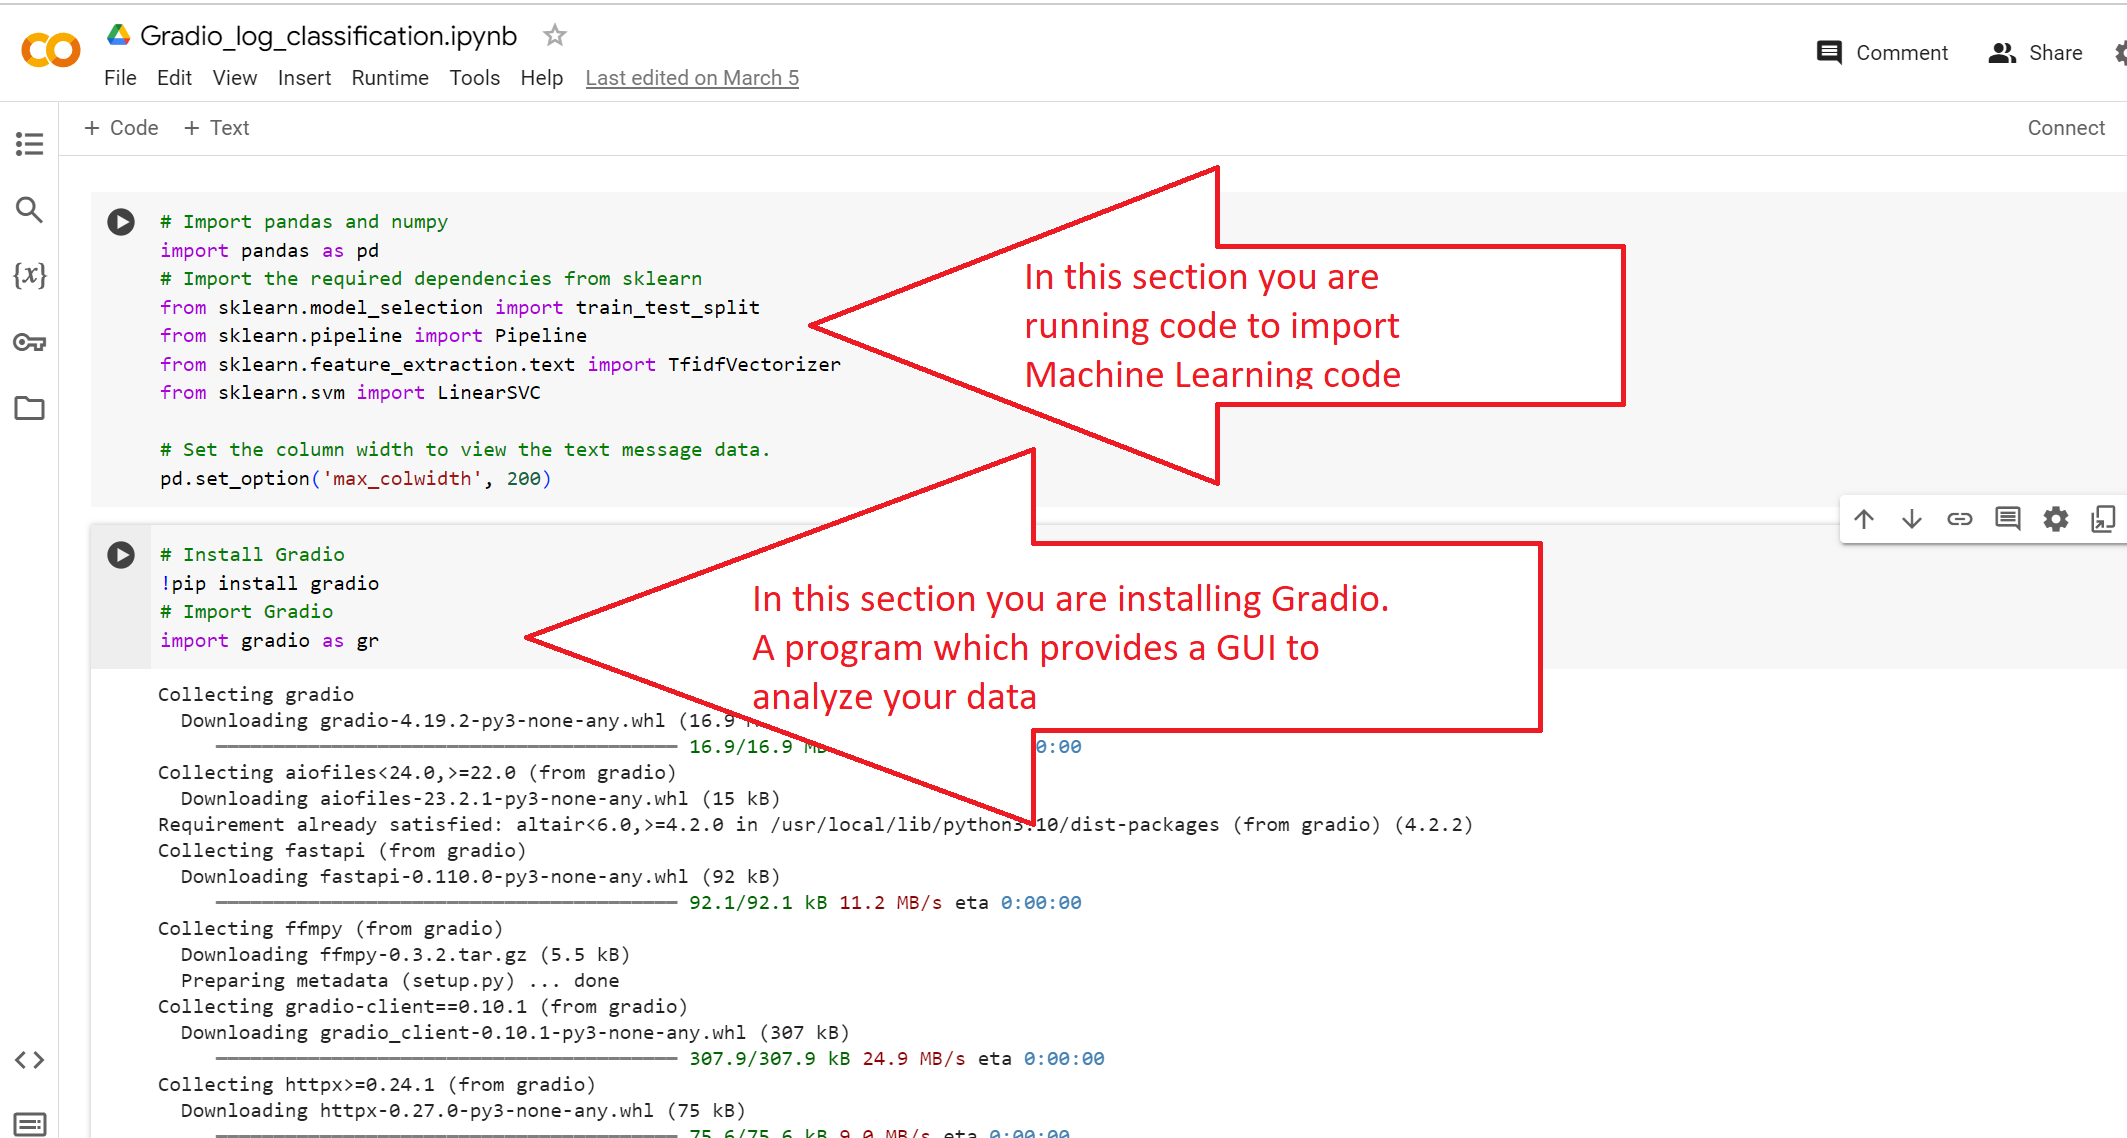 Gradio_log_classification.ipynb
File Edit View Insert Runtime Tools Help Last edited on March 5
Comment Share
+ Code + Text
Connect
{x}
# Import pandas and numpy
import pandas as pd
# Import the required dependencies from sklearn
from sklearn.model_selection import train_test_split
from sklearn.pipeline import Pipeline
from sklearn.feature_extraction.text import TfidfVectorizer
from sklearn.svm import LinearSVC
# Set the column width to view the text message data.
pd.set_option('max_colwidth', 200)
In this section you are
running code to import
Machine Learning code
# Install Gradio
!pip install gradio
# Import Gradio
import gradio as gr
In this section you are installing Gradio.
A program which provides a GUI to
analyze your data
Collecting gradio
Downloading gradio-4.19.2-py3-none-any.whl (16.9
16.9/16.9 0:00
Collecting aiofiles<24.0,>=22.0 (from gradio)
Downloading aiofiles-23.2.1-py3-none-any.whl (15 kB)
Requirement already satisfied: altair<6.0,>=4.2.0 in /usr/local/lib/python3.10/dist-packages (from gradio) (4.2.2)
Collecting fastapi (from gradio)
Downloading fastapi-0.110.0-py3-none-any.whl (92 kB)
92.1/92.1 kB 11.2 MB/s eta 0:00:00
Collecting ffmpy (from gradio)
Downloading ffmpy-0.3.2.tar.gz (5.5 kB)
Preparing metadata (setup.py) ... done
Collecting gradio-client==0.10.1 (from gradio)
Downloading gradio_client-0.10.1-py3-none-any.whl (307 kB)
307.9/307.9 kB 24.9 MB/s eta 0:00:00
Collecting httpx>=0.24.1 (from gradio)
Downloading httpx-0.27.0-py3-none-any.whl (75 kB)
75.6/75.6 kB 9.0 MB/s eta 0:00:00